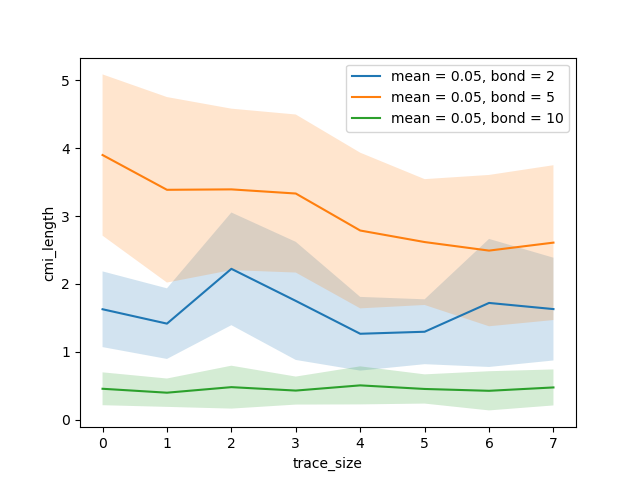 mean = 0.05, bond = 2
mean = 0.05, bond = 5
mean = 0.05, bond = 10
cmi_length
5
4
3
2
1
0
0 1 2 3 4 5 6 7
trace_size